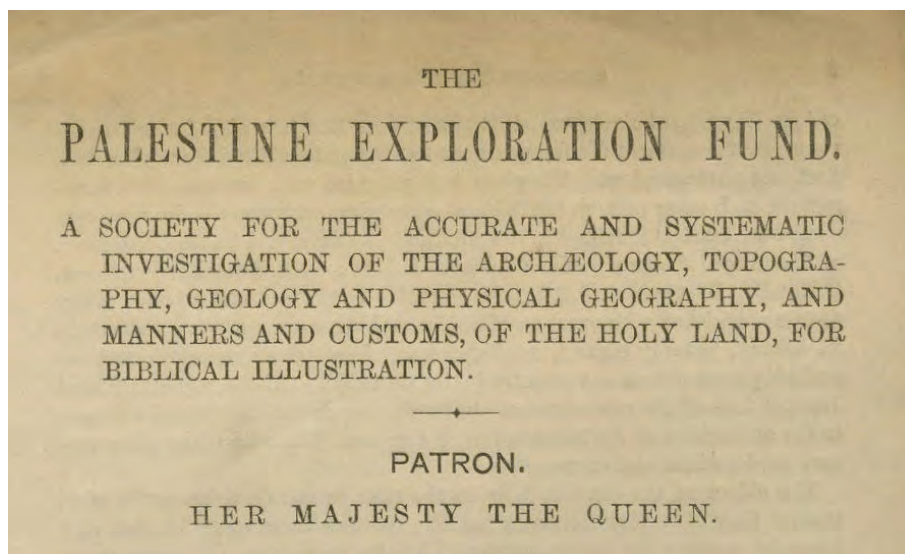 THE
PALESTINE EXPLORATION FUND.
A SOCIETY FOR THE ACCURATE AND SYSTEMATIC
INVESTIGATION OF THE ARCHÆOLOGY, TOPOGRA-
PHY, GEOLOGY AND PHYSICAL GEOGRAPHY, AND
MANNERS AND CUSTOMS, OF THE HOLY LAND, FOR
BIBLICAL ILLUSTRATION.
PATRON.
HER MAJESTY THE QUEEN.